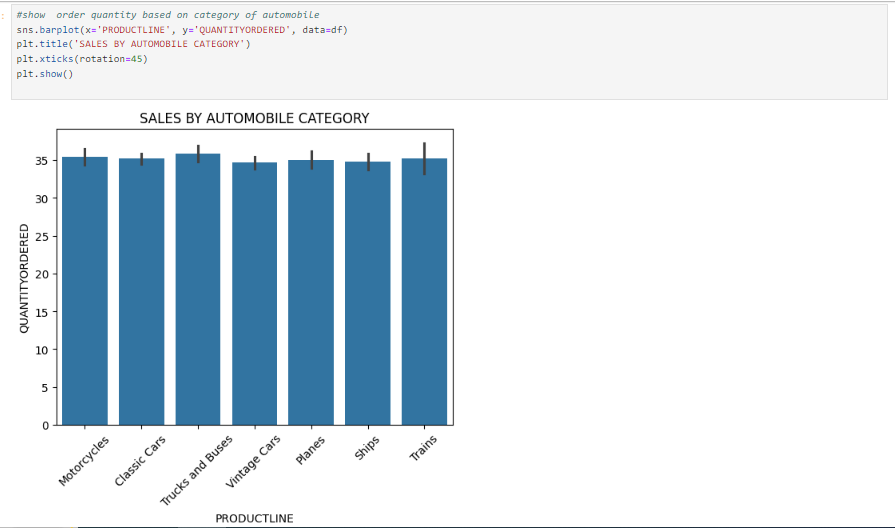 #show  order quantity based on category of automobile
sns.barplot(x='PRODUCTLINE', y='QUANTITYORDERED', data=df)
plt.title('SALES BY AUTOMOBILE CATEGORY')
plt.xticks(rotation=45)
plt.show()
SALES BY AUTOMOBILE CATEGORY
QUANTITYORDERED
35
30
25
20
15
10
5
0
Motorcycles
Classic Cars
Trucks and Buses
Vintage Cars
Planes
Ships
Trains
PRODUCTLINE